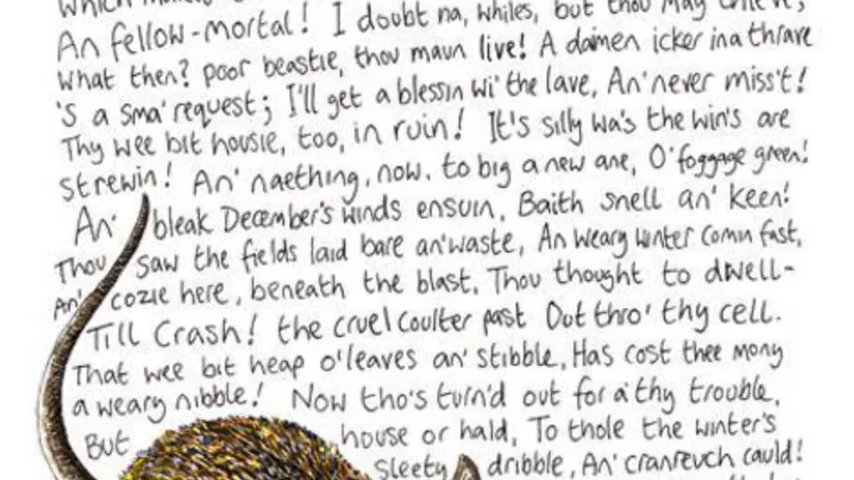 An fellow-mortal! I doubt na, whiles, but thou may thieve;
What then? poor beastie, thou maun live! A daimen icker in a thrave
'S a sma' request; I'll get a blessin wi' the lave, An' never miss't!
Thy wee bit housie, too, in ruin! It's silly wa's the win's are
strewin! An' naething, now, to big a new ane, O' foggage green!
An' bleak December's winds ensuin, Baith snell an' keen!
Thou saw the fields laid bare an' waste, An weary winter comin fast,
An' cozie here, beneath the blast, Thou thought to dwell-
Till Crash! the cruel coulter past Out thro' thy cell.
That wee bit heap o' leaves an' stibble, Has cost thee mony
a weary nibble! Now tho's turn'd out for a' thy trouble,
But house or hald, To thole the winter's
sleety dribble, An' cranreuch cauld!